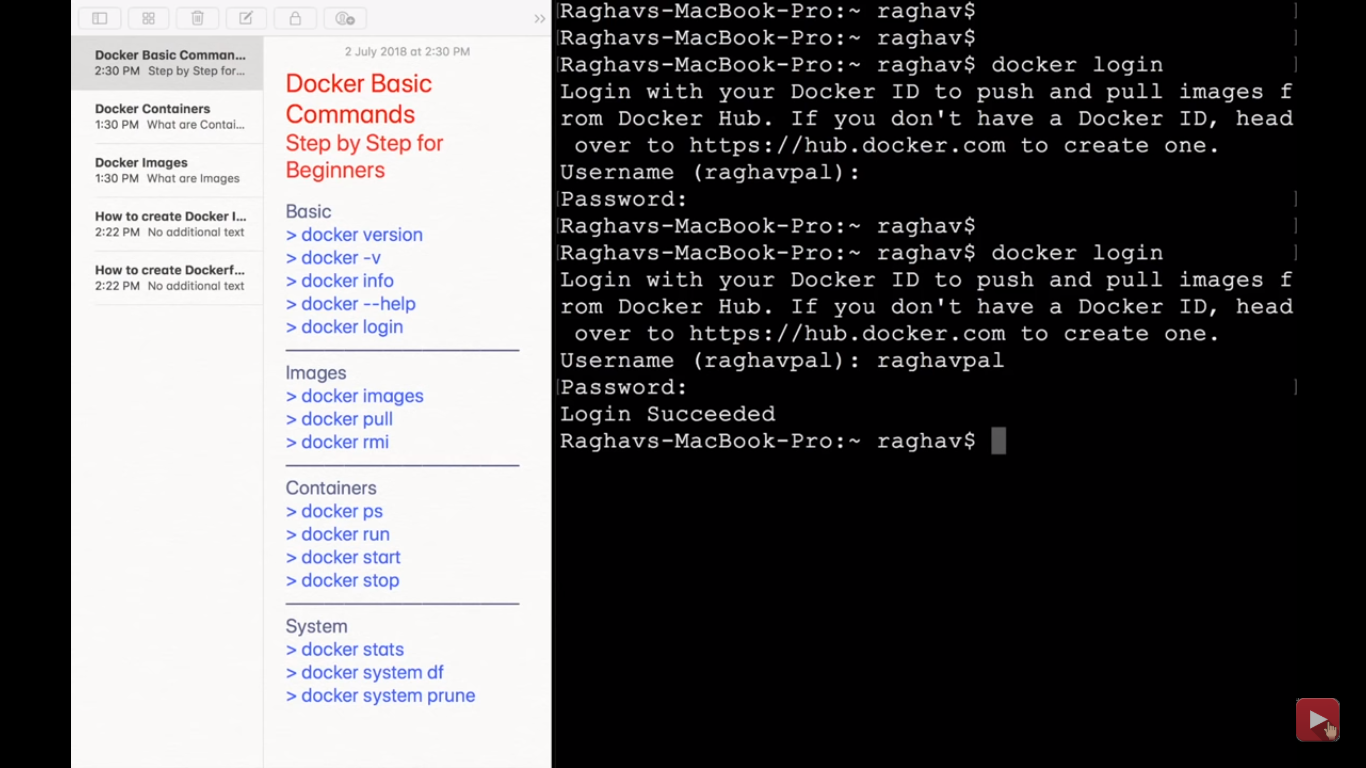 Docker Basic Comman...
2:30 PM Step by Step for...
Docker Containers
1:30 PM What are Contai...
Docker Images
1:30 PM What are Images
How to create Docker I...
2:22 PM No additional text
How to create Dockerf...
2:22 PM No additional text
2 July 2018 at 2:30 PM
Docker Basic
Commands
Step by Step for
Beginners
Basic
> docker version
> docker -v
> docker info
> docker --help
> docker login
Images
> docker images
> docker pull
> docker rmi
Containers
> docker ps
> docker run
> docker start
> docker stop
System
> docker stats
> docker system df
> docker system prune
Raghavs-MacBook-Pro:~ raghav$
Raghavs-MacBook-Pro:~ raghav$
Raghavs-MacBook-Pro:~ raghav$ docker login
Login with your Docker ID to push and pull images f
rom Docker Hub. If you don't have a Docker ID, head
over to https://hub.docker.com to create one.
Username (raghavpal):
Password:
Raghavs-MacBook-Pro:~ raghav$
Raghavs-MacBook-Pro:~ raghav$ docker login
Login with your Docker ID to push and pull images f
rom Docker Hub. If you don't have a Docker ID, head
over to https://hub.docker.com to create one.
Username (raghavpal): raghavpal
Password:
Login Succeeded
Raghavs-MacBook-Pro:~ raghav$